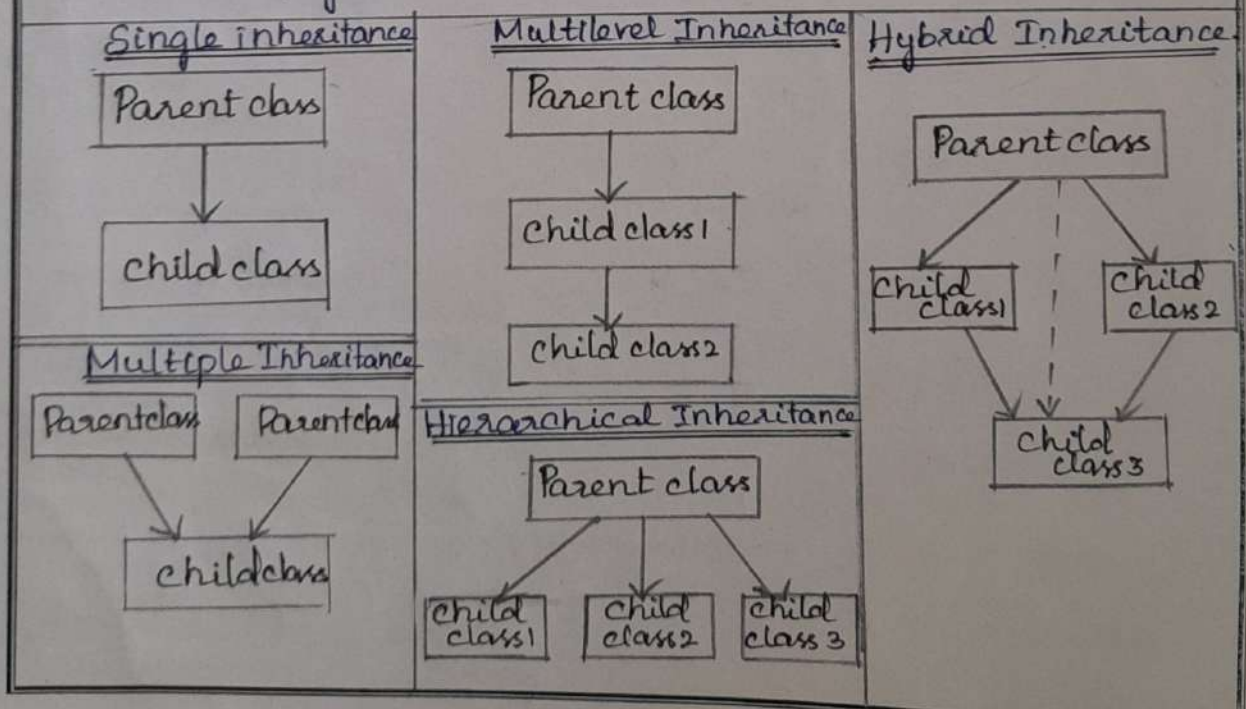 Single inheritance
Parent class
child class
Multiple Inheritance
Parentclass
Parentclass
childclass
Multilevel Inheritance
Parent class
child class1
child class2
Hierarchical Inheritance
Parent class
child
class1
child
class2
child
class 3
Hybrid Inheritance
Parent class
child
class1
child
class2
child
class3